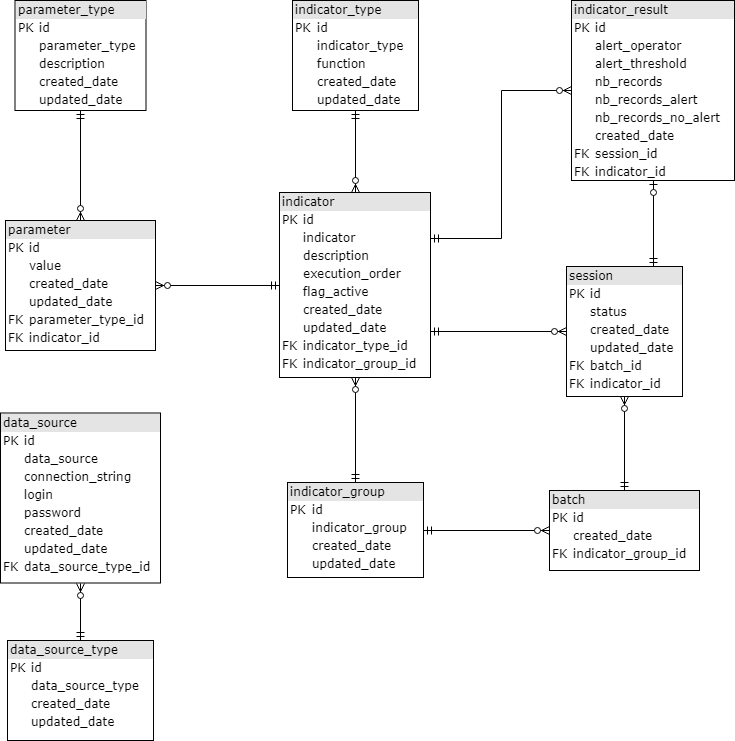 parameter_type
PK id
parameter_type
description
created_date
updated_date
indicator_type
PK id
indicator_type
function
created_date
updated_date
indicator_result
PK id
alert_operator
alert_threshold
nb_records
nb_records_alert
nb_records_no_alert
created_date
FK session_id
FK indicator_id
parameter
PK id
value
created_date
updated_date
FK parameter_type_id
FK indicator_id
indicator
PK id
indicator
description
execution_order
flag_active
created_date
updated_date
FK indicator_type_id
FK indicator_group_id
session
PK id
status
created_date
updated_date
FK batch_id
FK indicator_id
data_source
PK id
data_source
connection_string
login
password
created_date
updated_date
FK data_source_type_id
indicator_group
PK id
indicator_group
created_date
updated_date
batch
PK id
created_date
FK indicator_group_id
data_source_type
PK id
data_source_type
created_date
updated_date